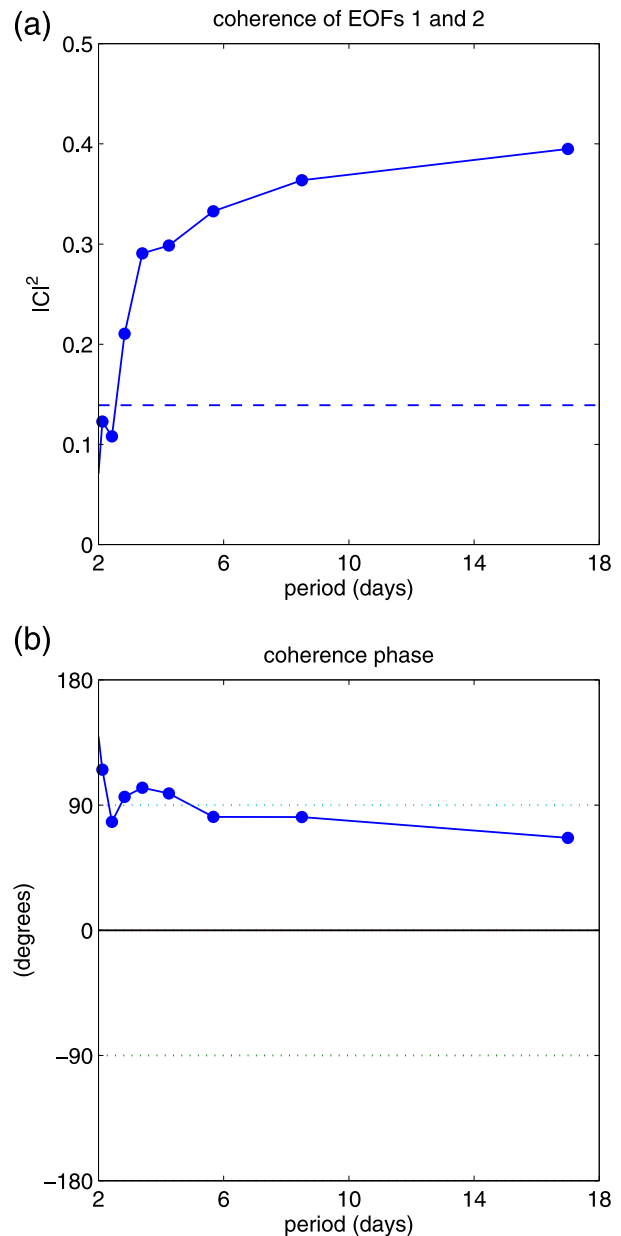 (a)
coherence of EOFs 1 and 2
0.5
0.4
0.3
0.2
0.1
0
|C|²
2 6 10 14 18
period (days)
(b)
coherence phase
180
90
0
−90
−180
(degrees)
2 6 10 14 18
period (days)